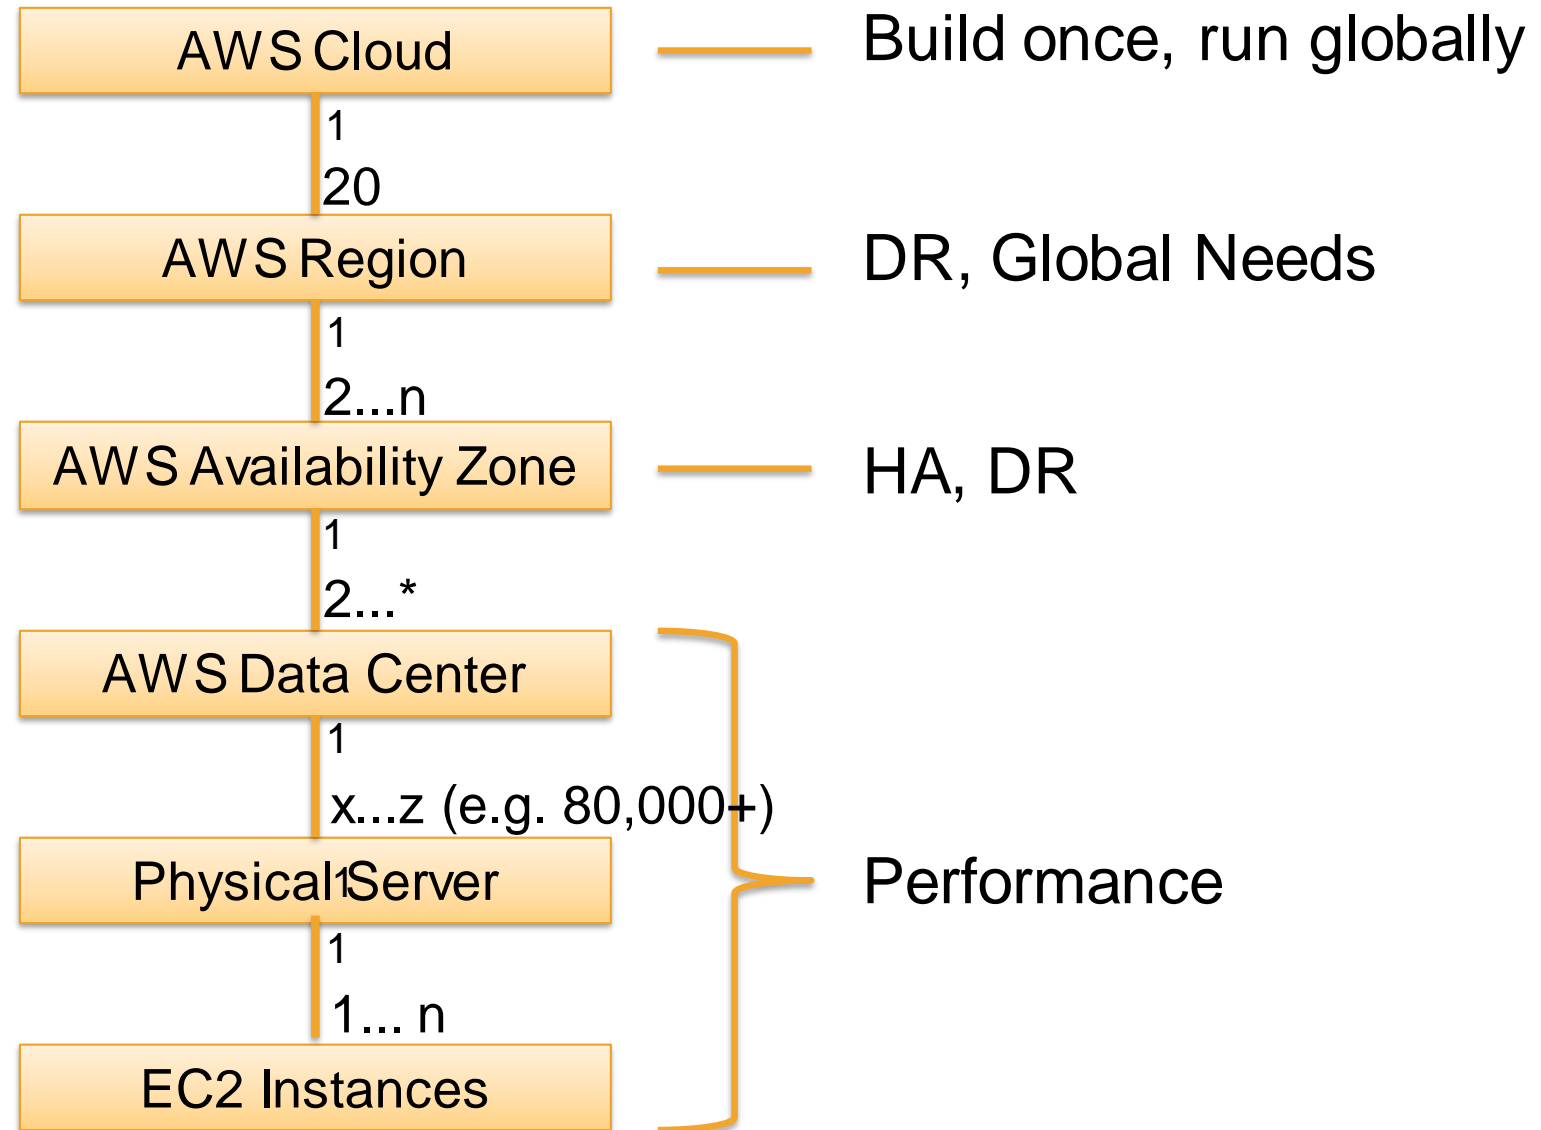 AWS Cloud
Build once, run globally
1
20
AWS Region
DR, Global Needs
1
2...n
AWS Availability Zone
HA, DR
1
2...*
AWS Data Center
1
x...z (e.g. 80,000+)
Physical Server
1
Performance
1
1... n
EC2 Instances